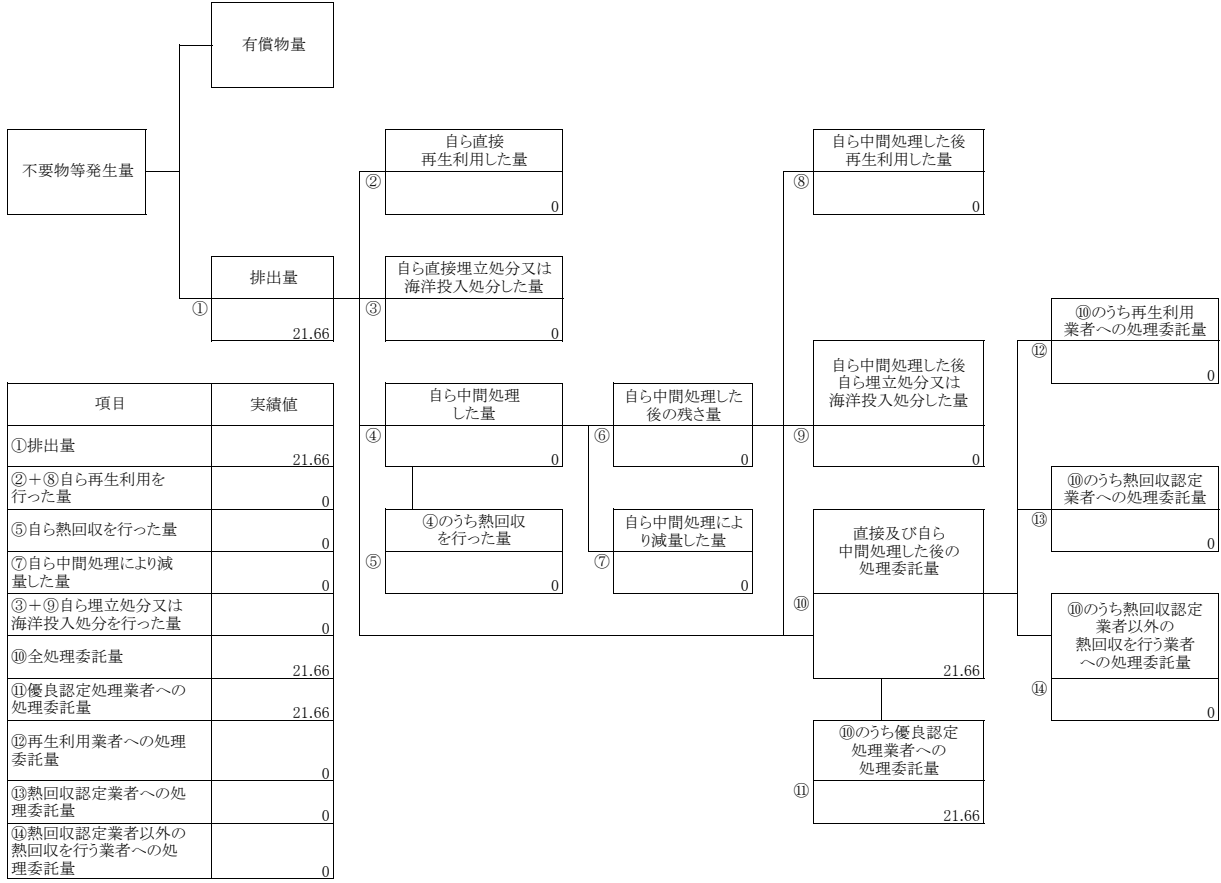 有償物量
不要物等発生量
自ら直接
再生利用した量
②
0
自ら中間処理した後
再生利用した量
⑧
0
排出量
①
21.66
自ら直接埋立処分又は
海洋投入処分した量
③
0
⑩のうち再生利用
業者への処理委託量
⑫
0
自ら中間処理した後
自ら埋立処分又は
海洋投入処分した量
⑨
0
自ら中間処理
した量
④
0
自ら中間処理した
後の残さ量
⑥
0
⑩のうち熱回収認定
業者への処理委託量
⑬
0
④のうち熱回収
を行った量
⑤
0
自ら中間処理によ
り減量した量
⑦
0
直接及び自ら
中間処理した後の
処理委託量
⑩
21.66
⑩のうち熱回収認定
業者以外の
熱回収を行う業者
への処理委託量
⑭
0
⑩のうち優良認定
処理業者への
処理委託量
⑪
21.66
項目
実績値
①排出量
21.66
②+⑧自ら再生利用を
行った量
0
⑤自ら熱回収を行った量
0
⑦自ら中間処理により減
量した量
0
③+⑨自ら埋立処分又は
海洋投入処分を行った量
0
⑩全処理委託量
21.66
⑪優良認定処理業者への
処理委託量
21.66
⑫再生利用業者への処理
委託量
0
⑬熱回収認定業者への処
理委託量
0
⑭熱回収認定業者以外の
熱回収を行う業者への処
理委託量
0